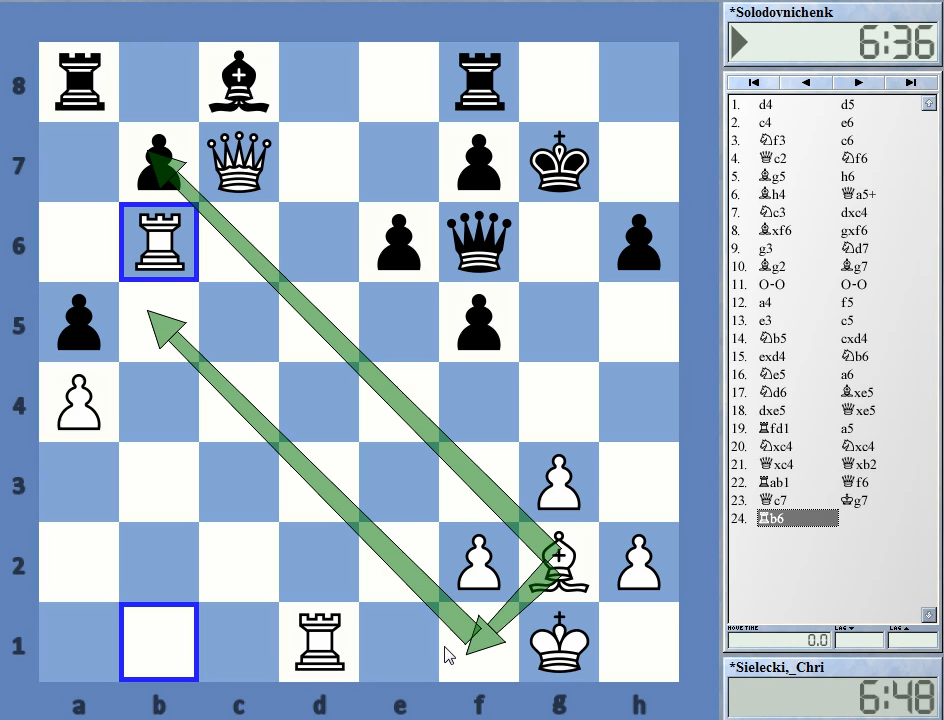 *Solodovnichenk
6:36
1. d4 d5
2. c4 e6
3. ♘f3 c6
4. ♕c2 ♘f6
5. ♗g5 h6
6. ♗h4 ♕a5+
7. ♘c3 dxc4
8. ♗xf6 gxf6
9. g3 ♘d7
10. ♗g2 ♗g7
11. O-O O-O
12. a4 f5
13. e3 c5
14. ♘b5 cxd4
15. exd4 ♘b6
16. ♘e5 a6
17. ♘d6 ♗xe5
18. dxe5 ♕xe5
19. ♖fd1 a5
20. ♘xc4 ♘xc4
21. ♕xc4 ♕xb2
22. ♖ab1 ♕f6
23. ♕c7 ♔g7
24. ♖b6
MOVE TIME LAG ▼ LAG ▲
0.0
*Sielecki,_Chri
6:48
8
7
6
5
4
3
2
1
a b c d e f g h